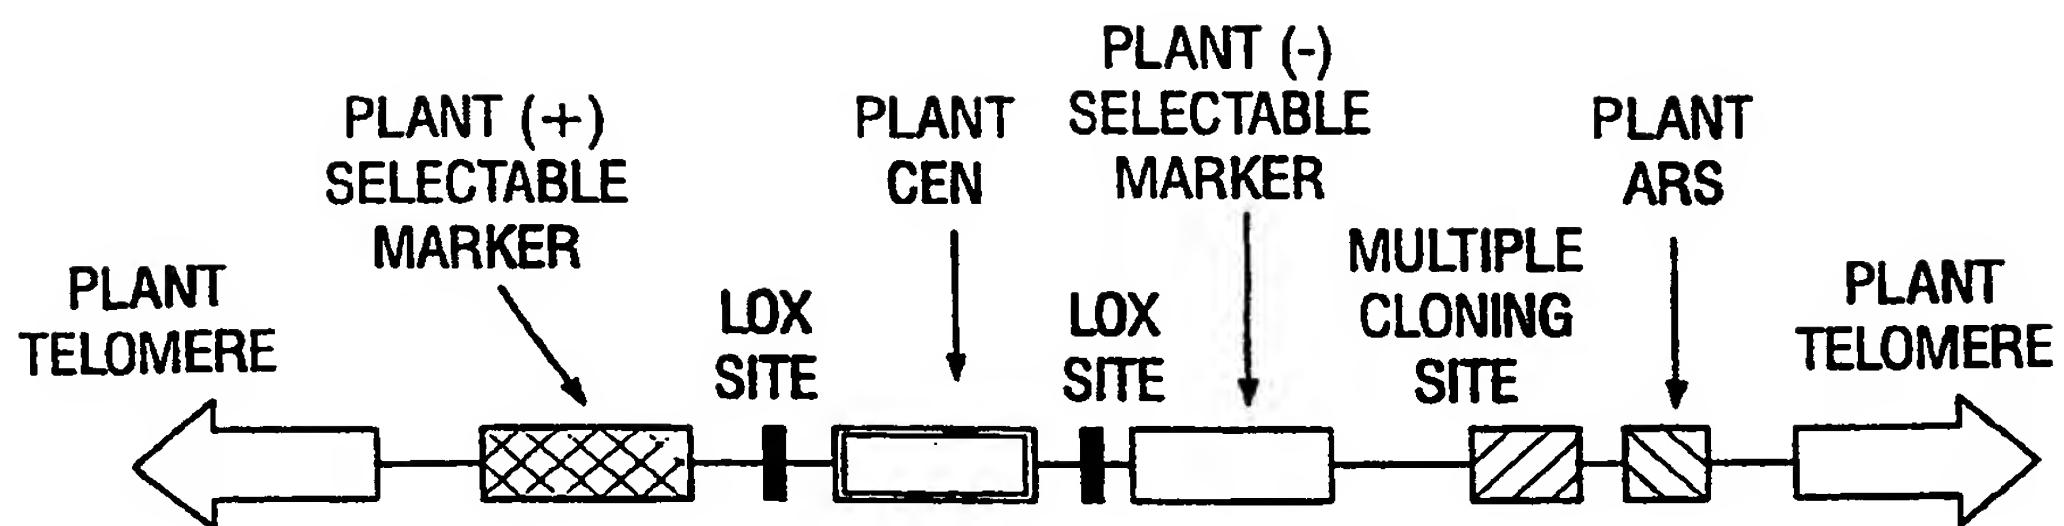 PLANT
TELOMERE
PLANT (+)
SELECTABLE
MARKER
LOX
SITE
PLANT
CEN
LOX
SITE
PLANT (-)
SELECTABLE
MARKER
MULTIPLE
CLONING
SITE
PLANT
ARS
PLANT
TELOMERE